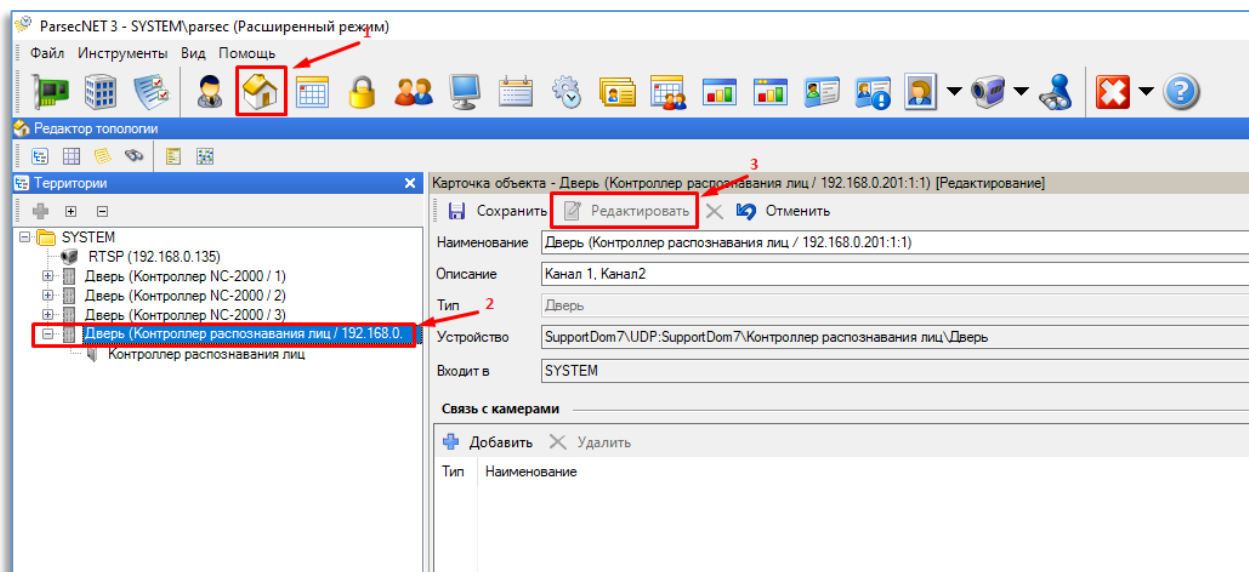 ParsecNET 3 - SYSTEM\parsec (Расширенный режим)
1
Файл Инструменты Вид Помощь
Редактор топологии
Территории
SYSTEM
RTSP (192.168.0.135)
Дверь (Контроллер NC-2000 / 1)
Дверь (Контроллер NC-2000 / 2)
Дверь (Контроллер NC-2000 / 3)
2
Дверь (Контроллер распознавания лиц / 192.168.0.
Контроллер распознавания лиц
3
Карточка объекта - Дверь (Контроллер распознавания лиц / 192.168.0.201:1:1) [Редактирование]
Сохранить Редактировать Отменить
Наименование Дверь (Контроллер распознавания лиц / 192.168.0.201:1:1)
Описание Канал 1, Канал2
Тип Дверь
Устройство SupportDom7\UDP:SupportDom7\Контроллер распознавания лиц\Дверь
Входит в SYSTEM
Связь с камерами
Добавить Удалить
Тип Наименование